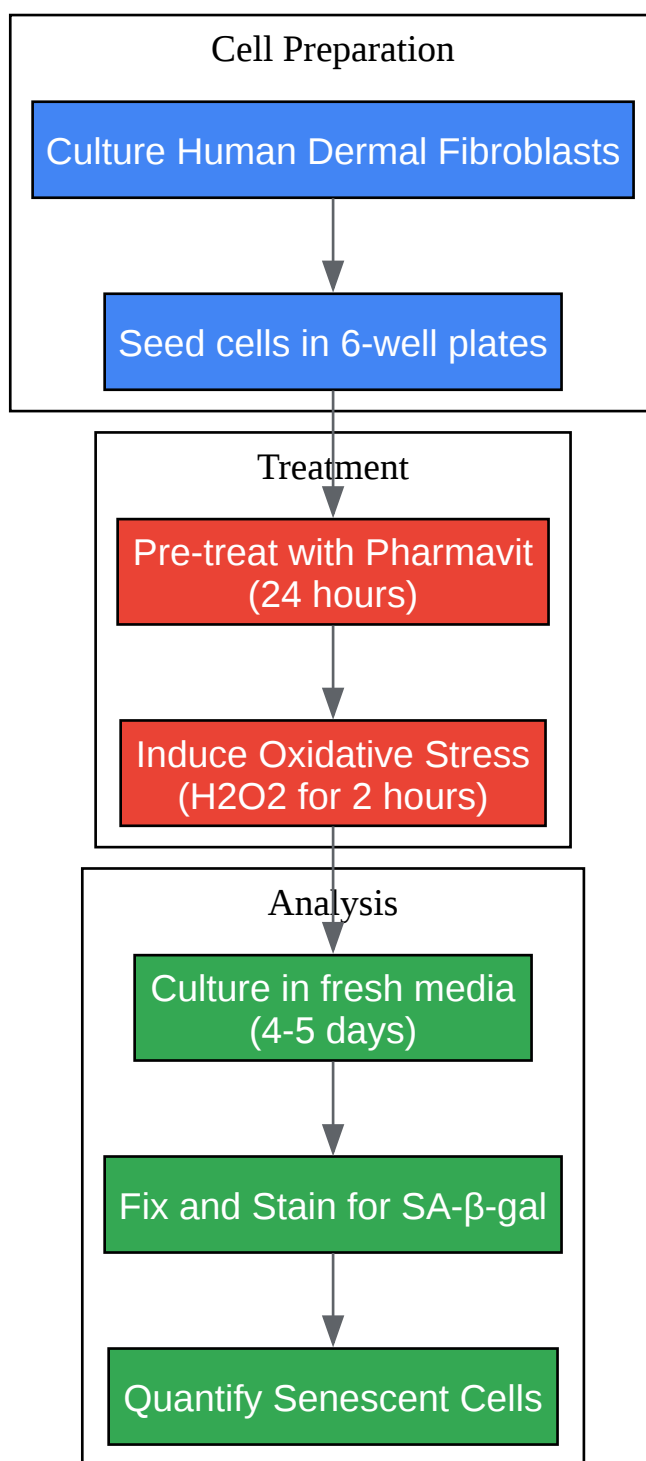 Cell Preparation
Culture Human Dermal Fibroblasts
Seed cells in 6-well plates
Treatment
Pre-treat with Pharmavit
(24 hours)
Induce Oxidative Stress
(H2O2 for 2 hours)
Analysis
Culture in fresh media
(4-5 days)
Fix and Stain for SA-β-gal
Quantify Senescent Cells